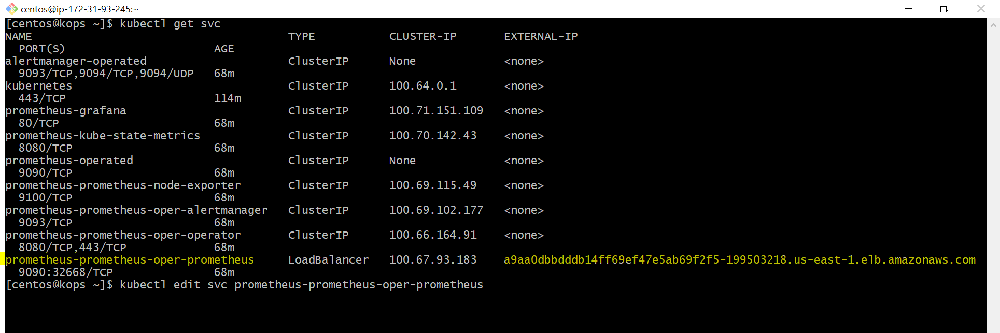 centos@ip-172-31-93-245:~
[centos@kops ~]$ kubectl get svc
NAME                                      TYPE           CLUSTER-IP       EXTERNAL-IP
  PORT(S)                      AGE
alertmanager-operated                     ClusterIP      None             <none>
  9093/TCP,9094/TCP,9094/UDP   68m
kubernetes                                ClusterIP      100.64.0.1       <none>
  443/TCP                      114m
prometheus-grafana                        ClusterIP      100.71.151.109   <none>
  80/TCP                       68m
prometheus-kube-state-metrics             ClusterIP      100.70.142.43    <none>
  8080/TCP                     68m
prometheus-operated                       ClusterIP      None             <none>
  9090/TCP                     68m
prometheus-prometheus-node-exporter       ClusterIP      100.69.115.49    <none>
  9100/TCP                     68m
prometheus-prometheus-oper-alertmanager   ClusterIP      100.69.102.177   <none>
  9093/TCP                     68m
prometheus-prometheus-oper-operator       ClusterIP      100.66.164.91    <none>
  8080/TCP,443/TCP             68m
prometheus-prometheus-oper-prometheus     LoadBalancer   100.67.93.183    a9aa0dbbdddb14ff69ef47e5ab69f2f5-199503218.us-east-1.elb.amazonaws.com
  9090:32668/TCP               68m
[centos@kops ~]$ kubectl edit svc prometheus-prometheus-oper-prometheus